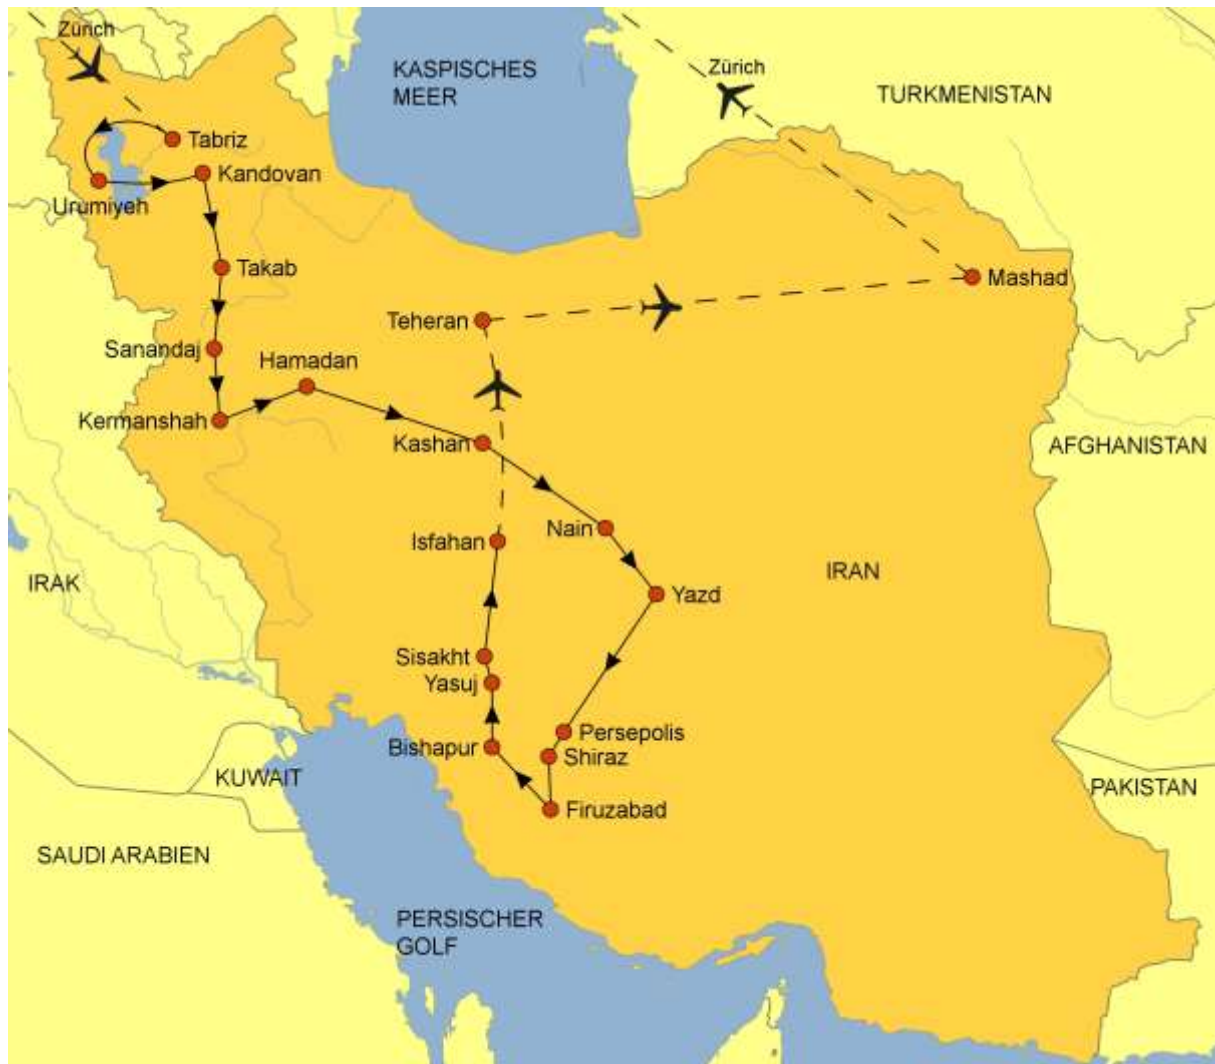 Zürich
KASPISCHES
MEER
Zürich
TURKMENISTAN
Tabriz
Kandovan
Urumiyeh
Takab
Mashad
Teheran
Sanandaj
Hamadan
Kermanshah
Kashan
AFGHANISTAN
Nain
Isfahan
IRAK
IRAN
Yazd
Sisakht
Yasuj
Persepolis
Bishapur
Shiraz
KUWAIT
PAKISTAN
Firuzabad
SAUDI ARABIEN
PERSISCHER
GOLF